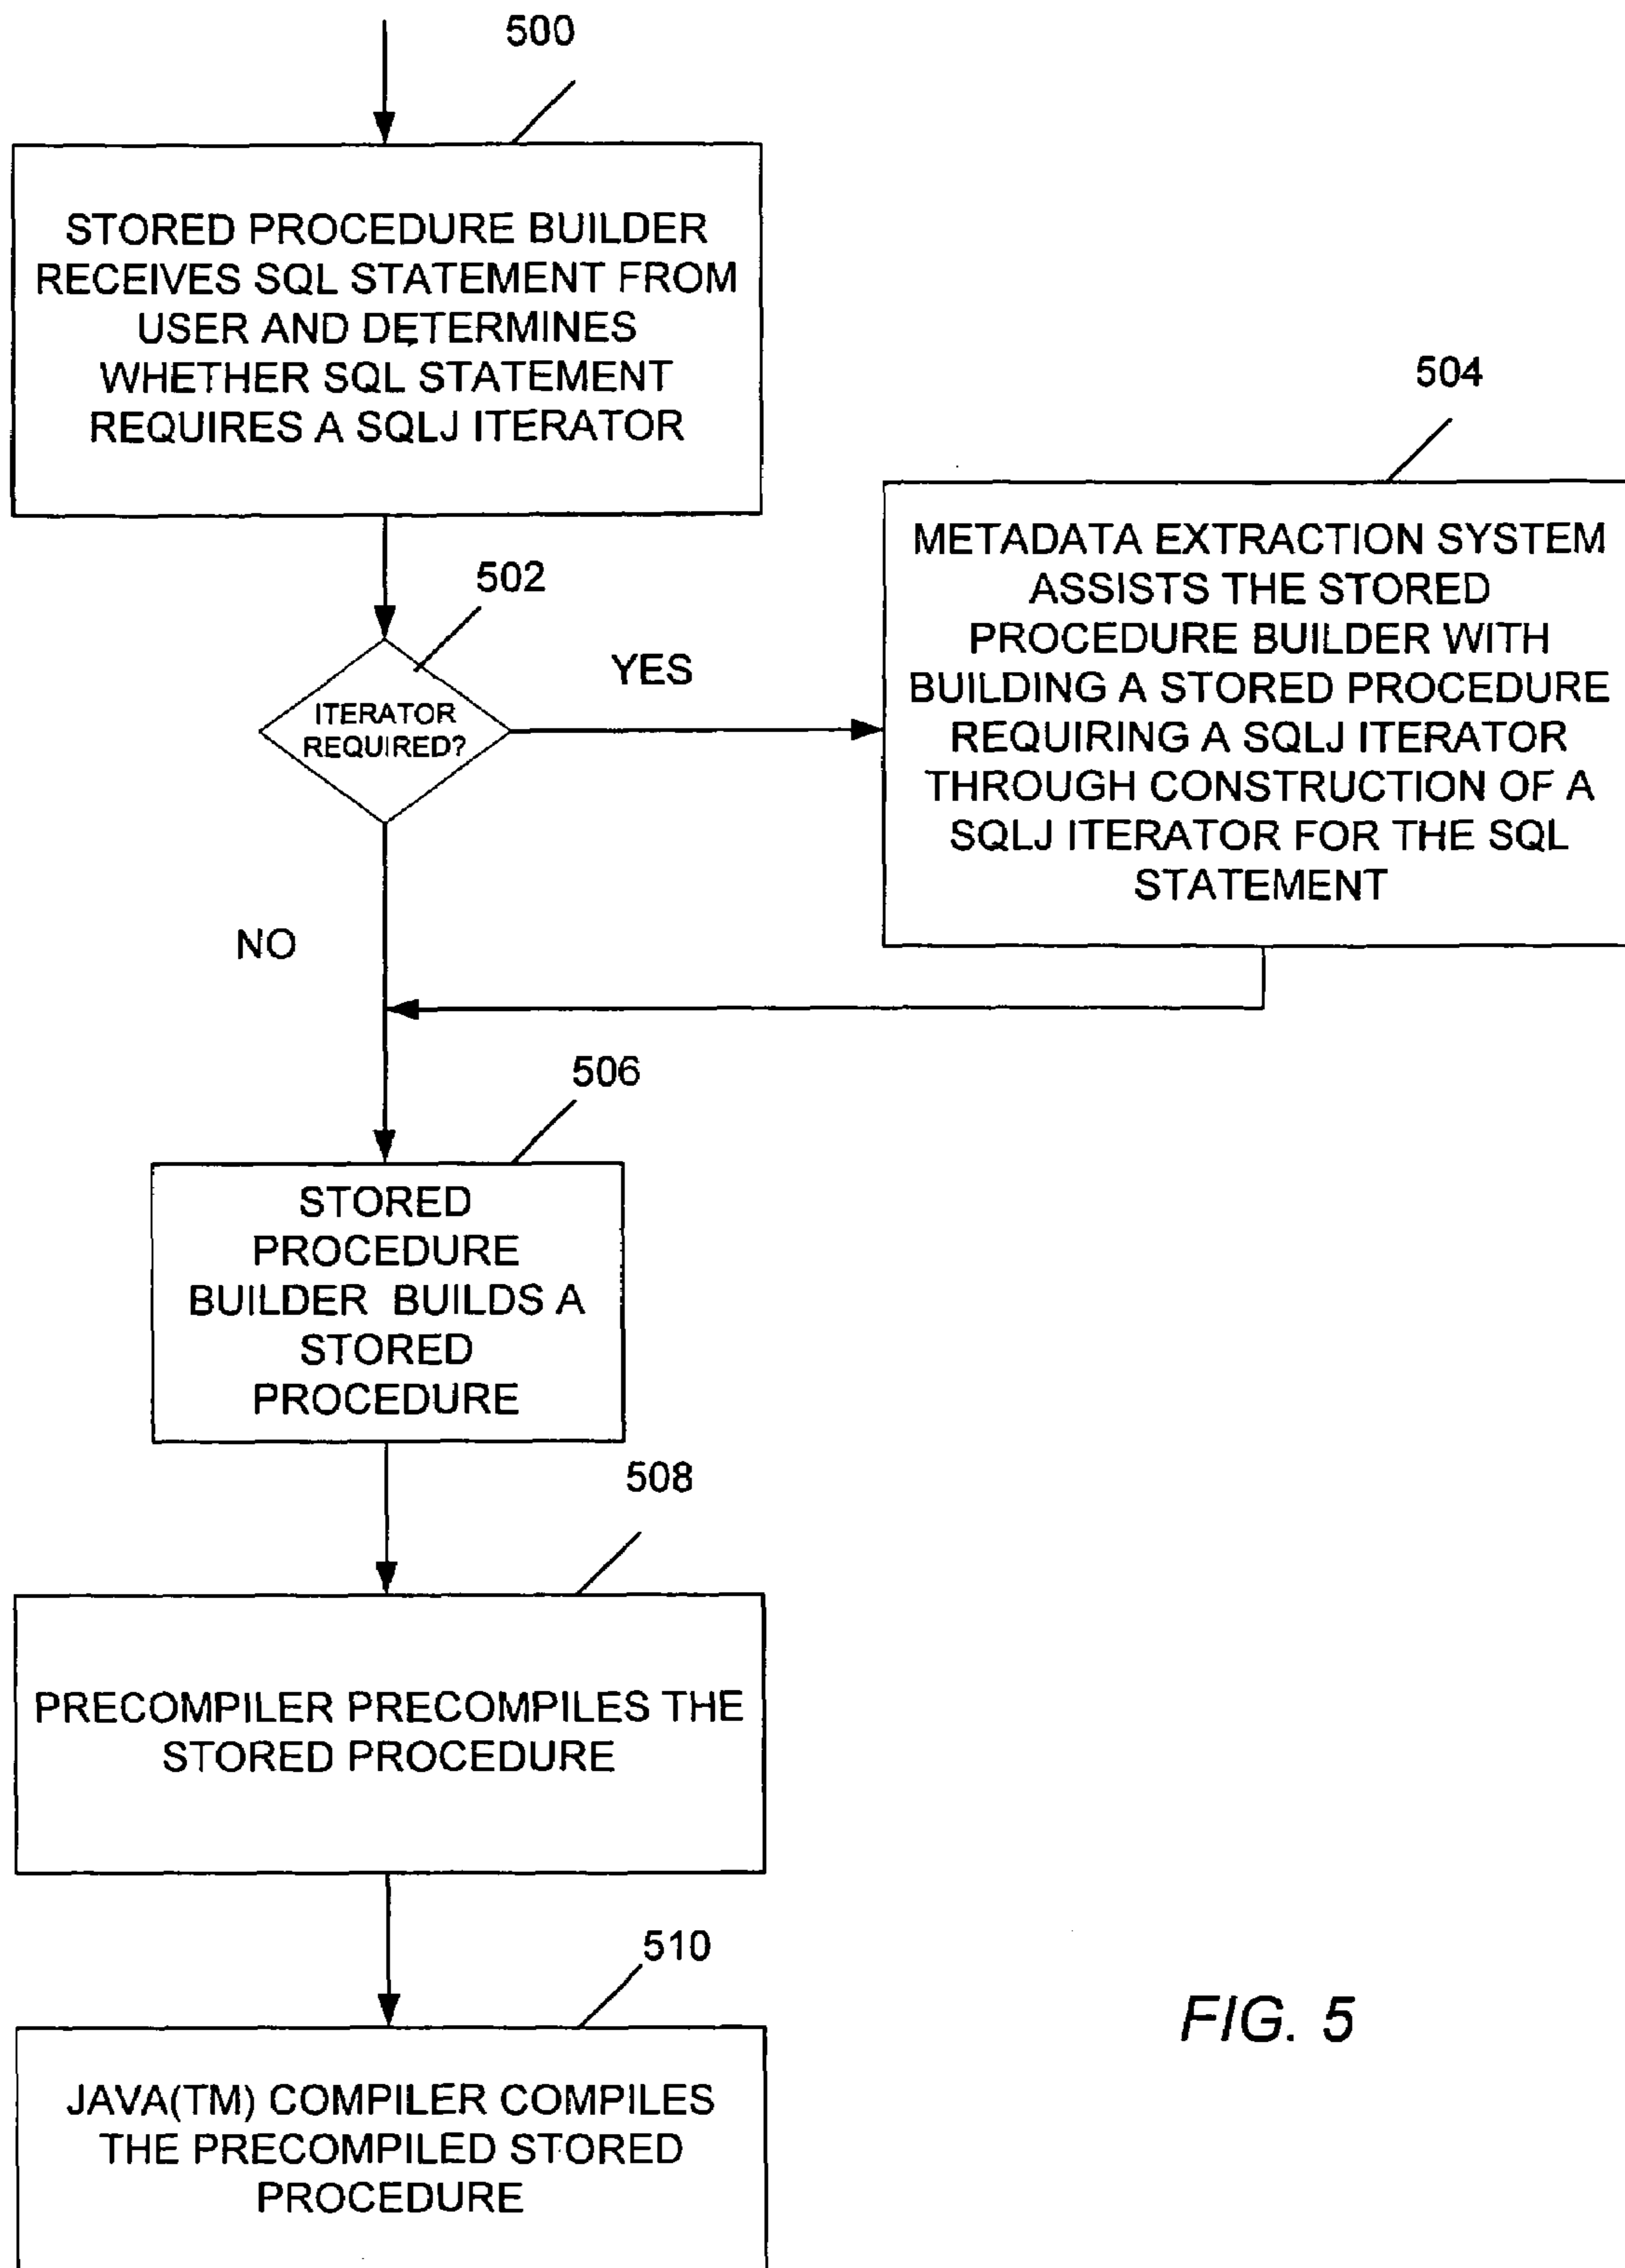 500
STORED PROCEDURE BUILDER
RECEIVES SQL STATEMENT FROM
USER AND DETERMINES
WHETHER SQL STATEMENT
REQUIRES A SQLJ ITERATOR
502
ITERATOR
REQUIRED?
YES
NO
504
METADATA EXTRACTION SYSTEM
ASSISTS THE STORED
PROCEDURE BUILDER WITH
BUILDING A STORED PROCEDURE
REQUIRING A SQLJ ITERATOR
THROUGH CONSTRUCTION OF A
SQLJ ITERATOR FOR THE SQL
STATEMENT
506
STORED
PROCEDURE
BUILDER BUILDS A
STORED
PROCEDURE
508
PRECOMPILER PRECOMPILES THE
STORED PROCEDURE
510
JAVA(TM) COMPILER COMPILES
THE PRECOMPILED STORED
PROCEDURE
FIG. 5